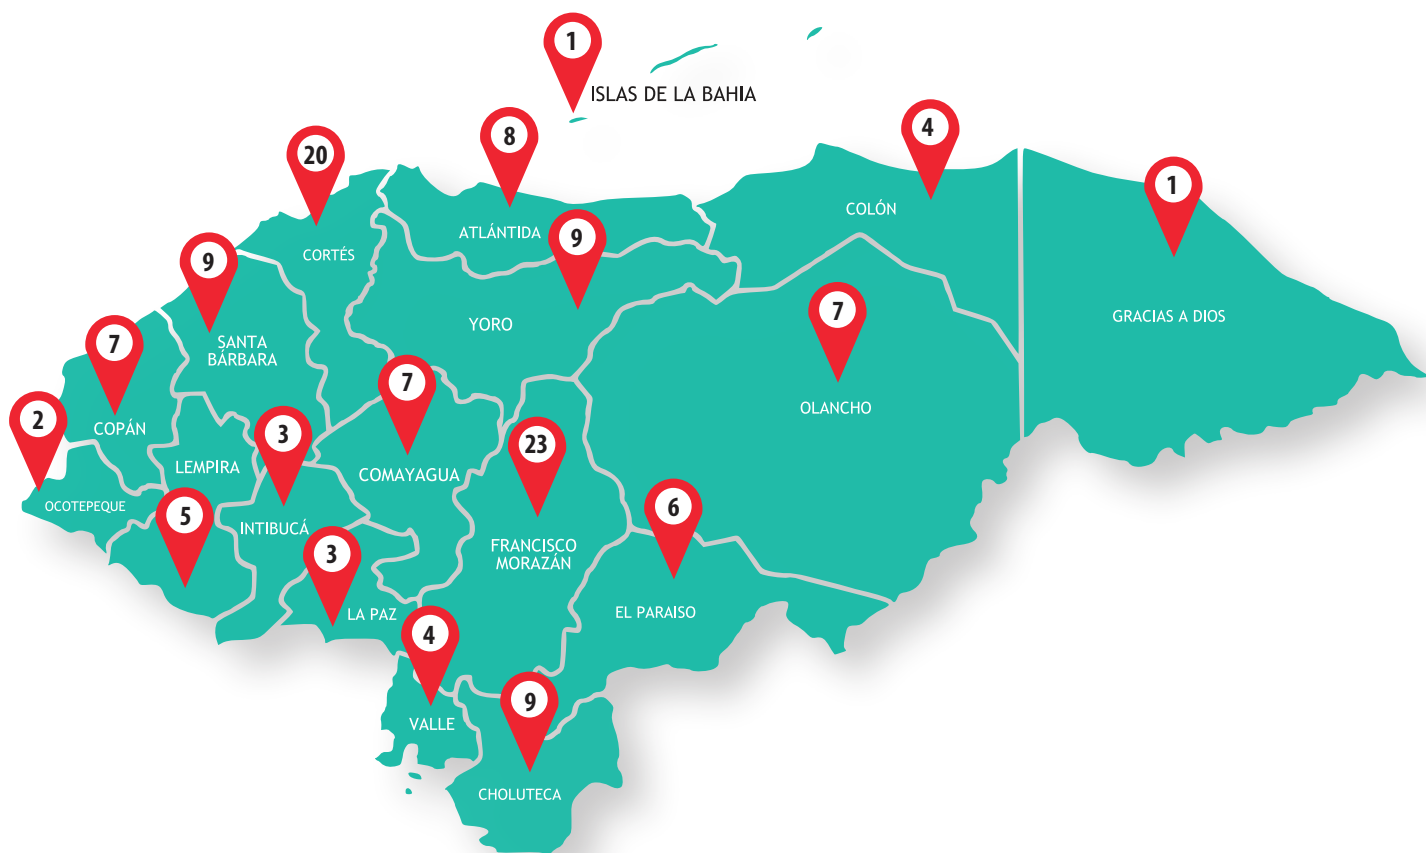 1
ISLAS DE LA BAHIA
4
8
20
1
COLÓN
ATLÁNTIDA
9
CORTÉS
9
7
GRACIAS A DIOS
YORO
7
SANTA
BÁRBARA
7
2
OLANCHO
COPÁN
3
23
LEMPIRA
COMAYAGUA
OCOTEPEQUE
5
6
INTIBUCÁ
FRANCISCO
MORAZÁN
3
LA PAZ
EL PARAISO
4
9
VALLE
CHOLUTECA